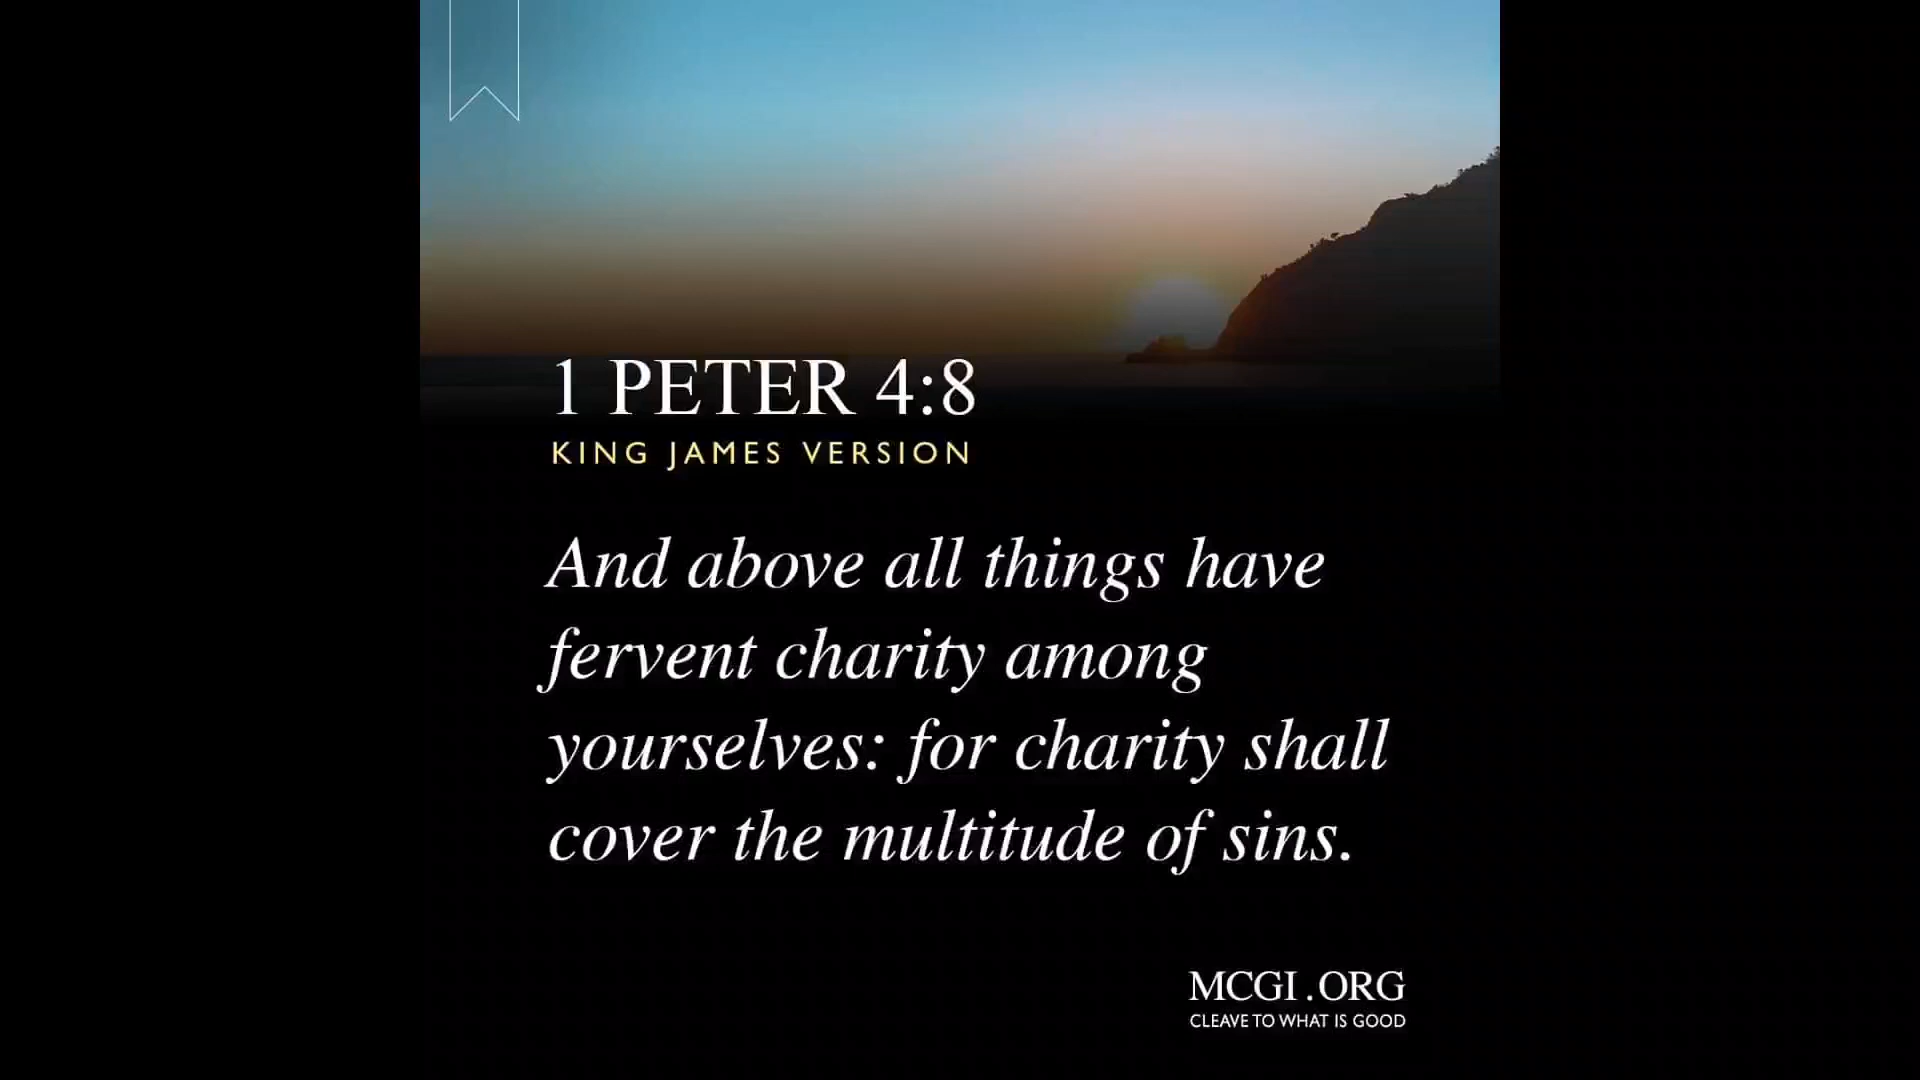 1 PETER 4:8
KING JAMES VERSION
And above all things have
fervent charity among
yourselves: for charity shall
cover the multitude of sins.
MCGI.ORG
CLEAVE TO WHAT IS GOOD